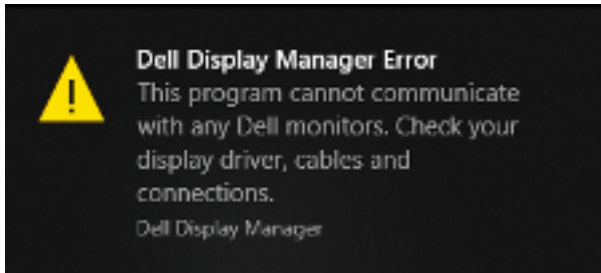 Dell Display Manager Error
This program cannot communicate
with any Dell monitors. Check your
display driver, cables and
connections.
Dell Display Manager